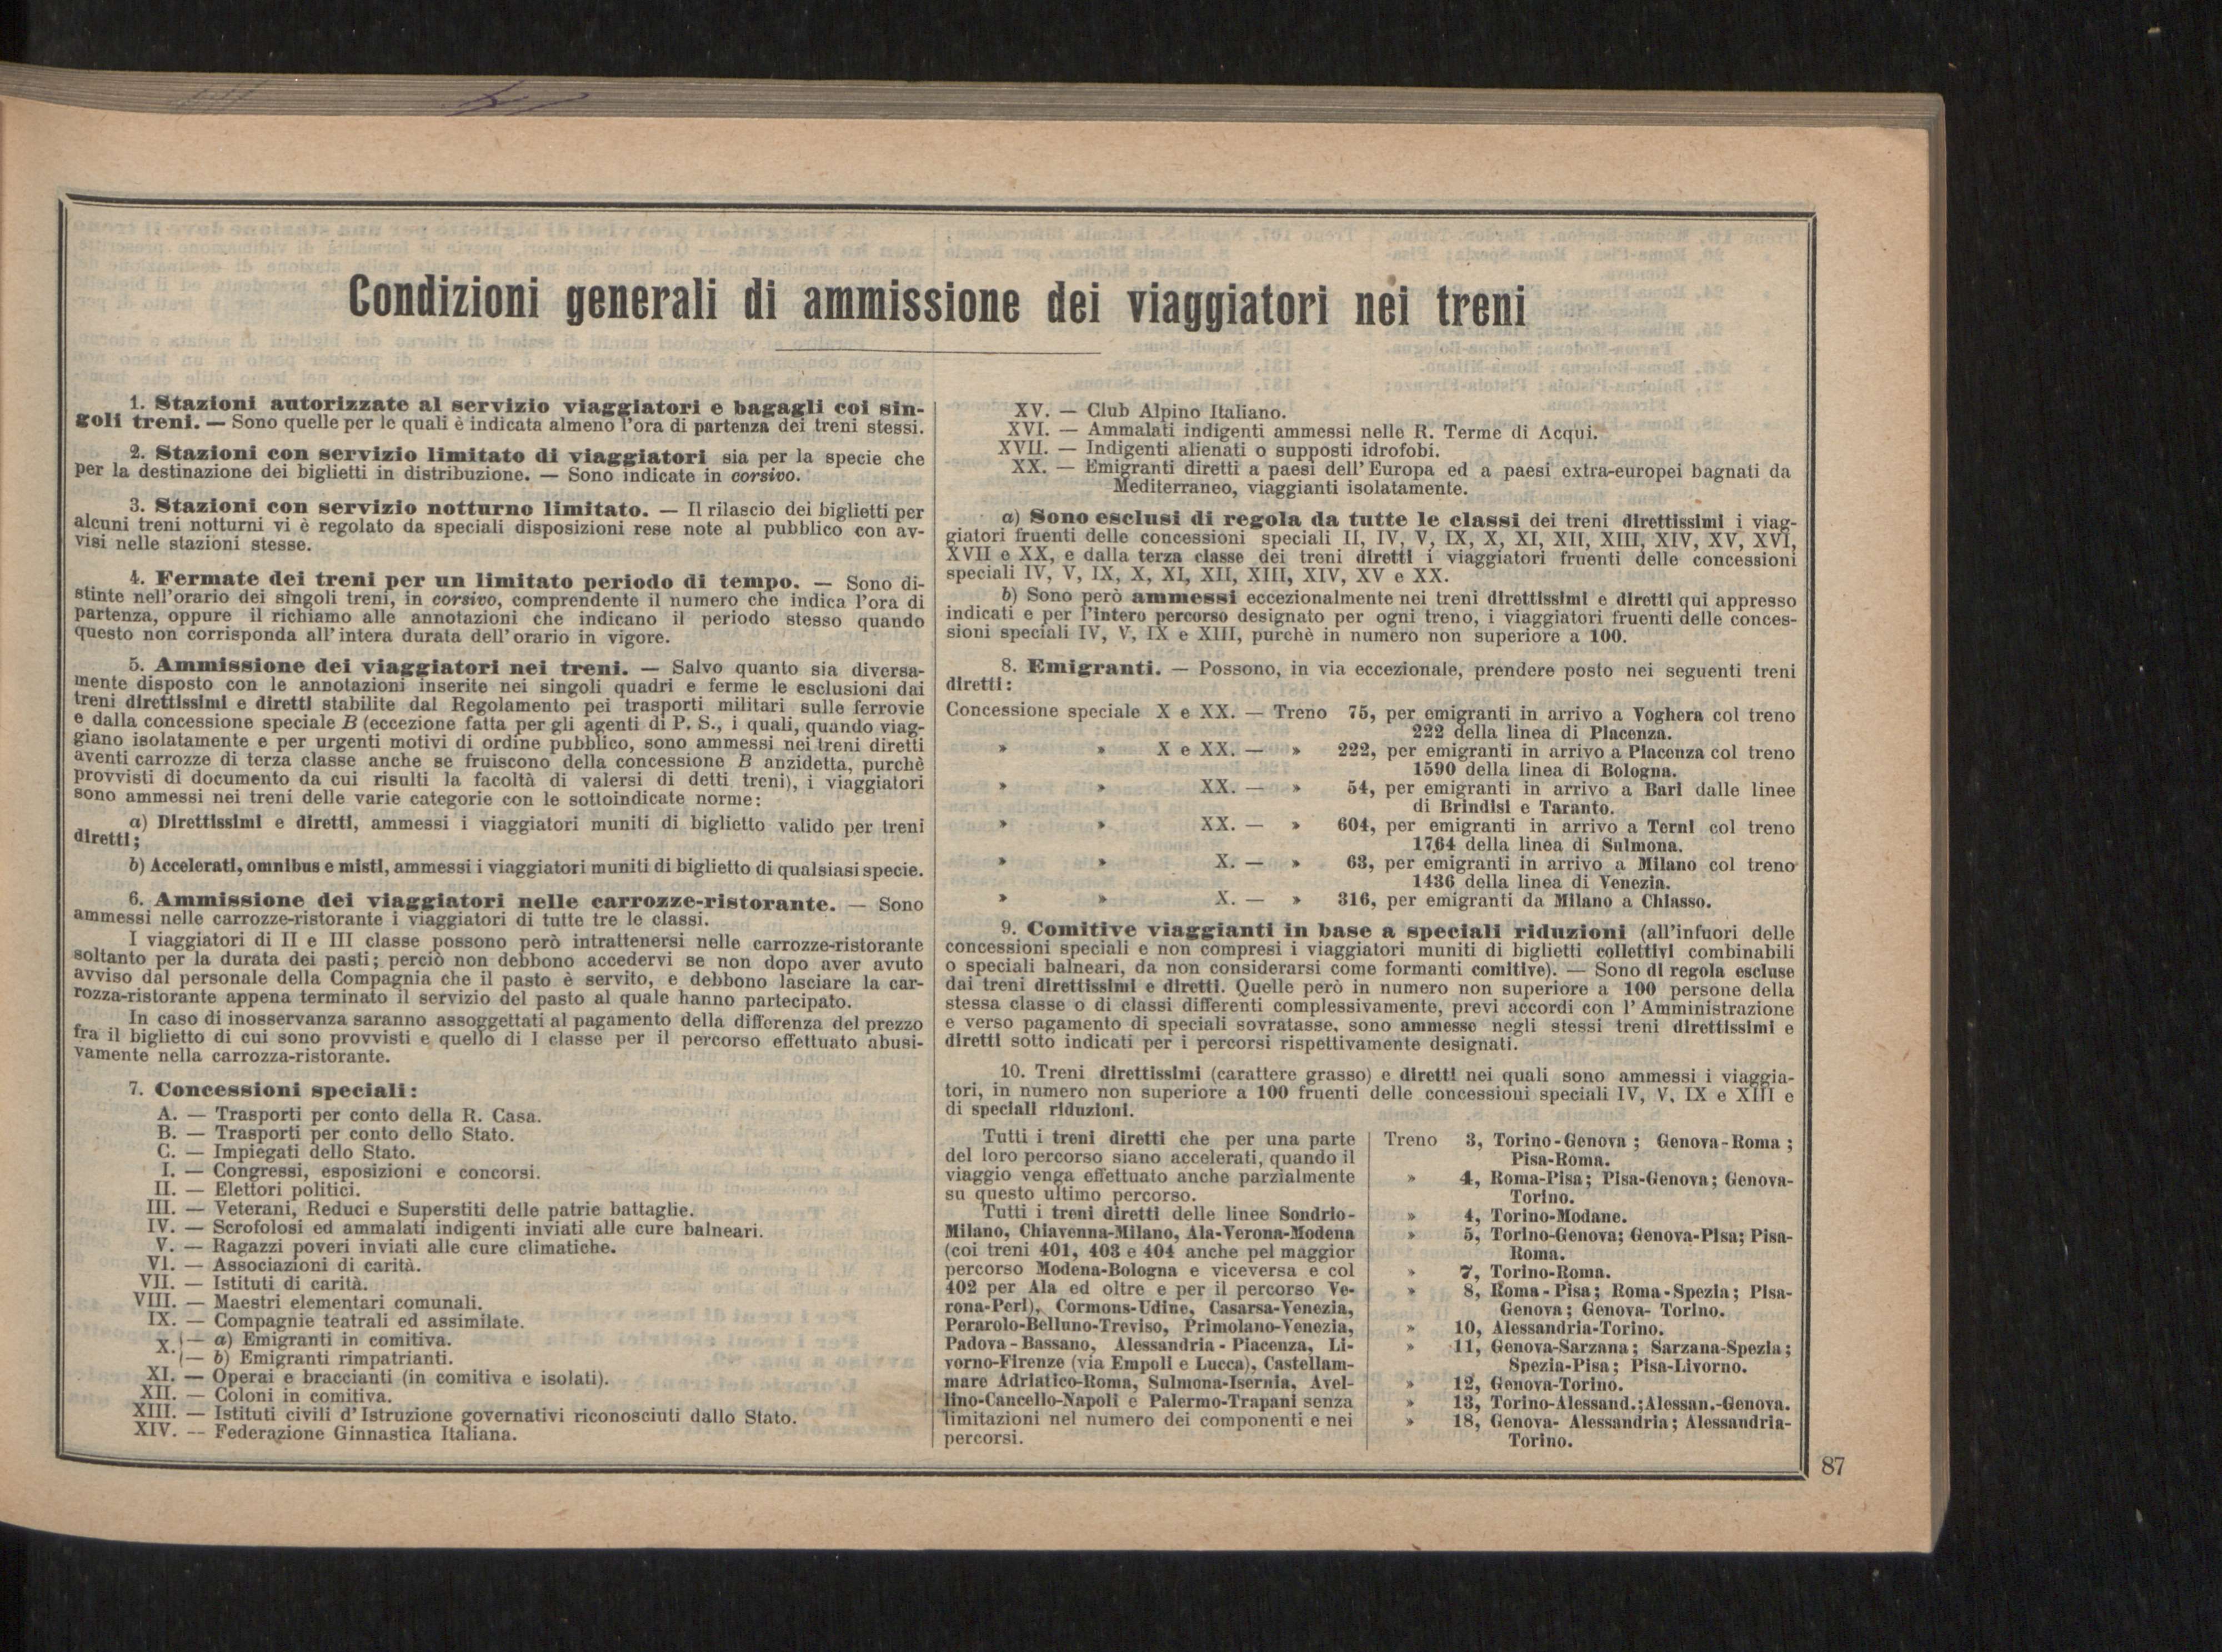 Condizioni generali di ammissione dei viaggiatori nei treni
1. Stazioni autorizzate al servizio viaggiatori e bagagli coi sin-
goli treni. — Sono quelle per le quali è indicata almeno l'ora di partenza dei treni stessi.
2. Stazioni con servizio limitato di viaggiatori sia per la specie che
per la destinazione dei biglietti in distribuzione. — Sono indicate in corsivo.
3. Stazioni con servizio notturno limitato. — Il rilascio dei biglietti per
alcuni treni notturni vi è regolato da speciali disposizioni rese note al pubblico con av-
visi nelle stazioni stesse.
4. Fermate dei treni per un limitato periodo di tempo. — Sono di-
stinte nell'orario dei singoli treni, in corsivo, comprendente il numero che indica l'ora di
partenza, oppure il richiamo alle annotazioni che indicano il periodo stesso quando
questo non corrisponda all'intera durata dell'orario in vigore.
5. Ammissione dei viaggiatori nei treni. — Salvo quanto sia diversa-
mente disposto con le annotazioni inserite nei singoli quadri e ferme le esclusioni dai
treni direttissimi e diretti stabilite dal Regolamento pei trasporti militari sulle ferrovie
e dalla concessione speciale B (eccezione fatta per gli agenti di P. S., i quali, quando viag-
giano isolatamente e per urgenti motivi di ordine pubblico, sono ammessi nei treni diretti
aventi carrozze di terza classe anche se fruiscono della concessione B anzidetta, purchè
provvisti di documento da cui risulti la facoltà di valersi di detti treni), i viaggiatori
sono ammessi nei treni delle varie categorie con le sottoindicate norme:
a) Direttissimi e diretti, ammessi i viaggiatori muniti di biglietto valido per treni
diretti;
b) Accelerati, omnibus e misti, ammessi i viaggiatori muniti di biglietto di qualsiasi specie.
6. Ammissione dei viaggiatori nelle carrozze-ristorante. — Sono
ammessi nelle carrozze-ristorante i viaggiatori di tutte tre le classi.
I viaggiatori di II e III classe possono però intrattenersi nelle carrozze-ristorante
soltanto per la durata dei pasti; perciò non debbono accedervi se non dopo aver avuto
avviso dal personale della Compagnia che il pasto è servito, e debbono lasciare la car-
rozza-ristorante appena terminato il servizio del pasto al quale hanno partecipato.
In caso di inosservanza saranno assoggettati al pagamento della differenza del prezzo
fra il biglietto di cui sono provvisti e quello di I classe per il percorso effettuato abusi-
vamente nella carrozza-ristorante.
7. Concessioni speciali:
A. — Trasporti per conto della R. Casa.
B. — Trasporti per conto dello Stato.
C. — Impiegati dello Stato.
I. — Congressi, esposizioni e concorsi.
II. — Elettori politici.
III. — Veterani, Reduci e Superstiti delle patrie battaglie.
IV. — Scrofolosi ed ammalati indigenti inviati alle cure balneari.
V. — Ragazzi poveri inviati alle cure climatiche.
VI. — Associazioni di carità.
VII. — Istituti di carità.
VIII. — Maestri elementari comunali.
IX. — Compagnie teatrali ed assimilate.
X. — a) Emigranti in comitiva.
— b) Emigranti rimpatrianti.
XI. — Operai e braccianti (in comitiva e isolati).
XII. — Coloni in comitiva.
XIII. — Istituti civili d'Istruzione governativi riconosciuti dallo Stato.
XIV. — Federazione Ginnastica Italiana.
XV. — Club Alpino Italiano.
XVI. — Ammalati indigenti ammessi nelle R. Terme di Acqui.
XVII. — Indigenti alienati o supposti idrofobi.
XX. — Emigranti diretti a paesi dell'Europa ed a paesi extra-europei bagnati da
Mediterraneo, viaggianti isolatamente.
a) Sono esclusi di regola da tutte le classi dei treni direttissimi i viag-
giatori fruenti delle concessioni speciali II, IV, V, IX, X, XI, XII, XIII, XIV, XV, XVI,
XVII e XX, e dalla terza classe dei treni diretti i viaggiatori fruenti delle concessioni
speciali IV, V, IX, X, XI, XII, XIII, XIV, XV e XX.
b) Sono però ammessi eccezionalmente nei treni direttissimi e diretti qui appresso
indicati e per l'intero percorso designato per ogni treno, i viaggiatori fruenti delle conces-
sioni speciali IV, V, IX e XIII, purchè in numero non superiore a 100.
8. Emigranti. — Possono, in via eccezionale, prendere posto nei seguenti treni
diretti:
Concessione speciale X e XX. — Treno 75, per emigranti in arrivo a Voghera col treno
222 della linea di Piacenza.
» » X e XX. — » 222, per emigranti in arrivo a Piacenza col treno
1590 della linea di Bologna.
» » XX. — » 54, per emigranti in arrivo a Bari dalle linee
di Brindisi e Taranto.
» » XX. — » 604, per emigranti in arrivo a Terni col treno
1764 della linea di Sulmona.
» » X. — » 63, per emigranti in arrivo a Milano col treno
1436 della linea di Venezia.
» » X. — » 316, per emigranti da Milano a Chiasso.
9. Comitive viaggianti in base a speciali riduzioni (all'infuori delle
concessioni speciali e non compresi i viaggiatori muniti di biglietti collettivi combinabili
o speciali balneari, da non considerarsi come formanti comitive). — Sono di regola escluse
dai treni direttissimi e diretti. Quelle però in numero non superiore a 100 persone della
stessa classe o di classi differenti complessivamente, previ accordi con l'Amministrazione
e verso pagamento di speciali sovratasse, sono ammesse negli stessi treni direttissimi e
diretti sotto indicati per i percorsi rispettivamente designati.
10. Treni direttissimi (carattere grasso) e diretti nei quali sono ammessi i viaggia-
tori, in numero non superiore a 100 fruenti delle concessioni speciali IV, V, IX e XIII e
di speciali riduzioni.
Tutti i treni diretti che per una parte
del loro percorso siano accelerati, quando il
viaggio venga effettuato anche parzialmente
su questo ultimo percorso.
Tutti i treni diretti delle linee Sondrio-
Milano, Chiavenna-Milano, Ala-Verona-Modena
(coi treni 401, 403 e 404 anche pel maggior
percorso Modena-Bologna e viceversa e col
402 per Ala ed oltre e per il percorso Ve-
rona-Peri), Cormons-Udine, Casarsa-Venezia,
Perarolo-Belluno-Treviso, Primolano-Venezia,
Padova-Bassano, Alessandria-Piacenza, Li-
vorno-Firenze (via Empoli e Lucca), Castellam-
mare Adriatico-Roma, Sulmona-Isernia, Avel-
lino-Cancello-Napoli e Palermo-Trapani senza
limitazioni nel numero dei componenti e nei
percorsi.
Treno 3, Torino-Genova; Genova-Roma;
Pisa-Roma.
» 4, Roma-Pisa; Pisa-Genova; Genova-
Torino.
» 4, Torino-Modane.
» 5, Torino-Genova; Genova-Pisa; Pisa-
Roma.
» 7, Torino-Roma.
» 8, Roma-Pisa; Roma-Spezia; Pisa-
Genova; Genova-Torino.
» 10, Alessandria-Torino.
» 11, Genova-Sarzana; Sarzana-Spezia;
Spezia-Pisa; Pisa-Livorno.
» 12, Genova-Torino.
» 13, Torino-Alessand.; Alessan.-Genova.
» 18, Genova-Alessandria; Alessandria-
Torino.
87